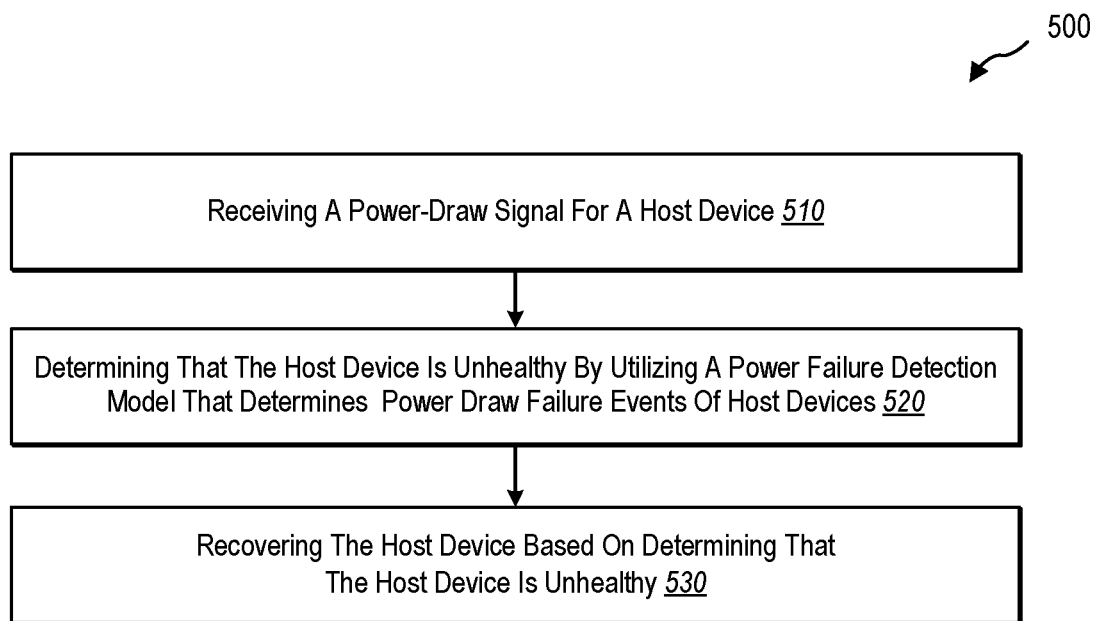 500
Receiving A Power-Draw Signal For A Host Device 510
Determining That The Host Device Is Unhealthy By Utilizing A Power Failure Detection
Model That Determines Power Draw Failure Events Of Host Devices 520
Recovering The Host Device Based On Determining That
The Host Device Is Unhealthy 530